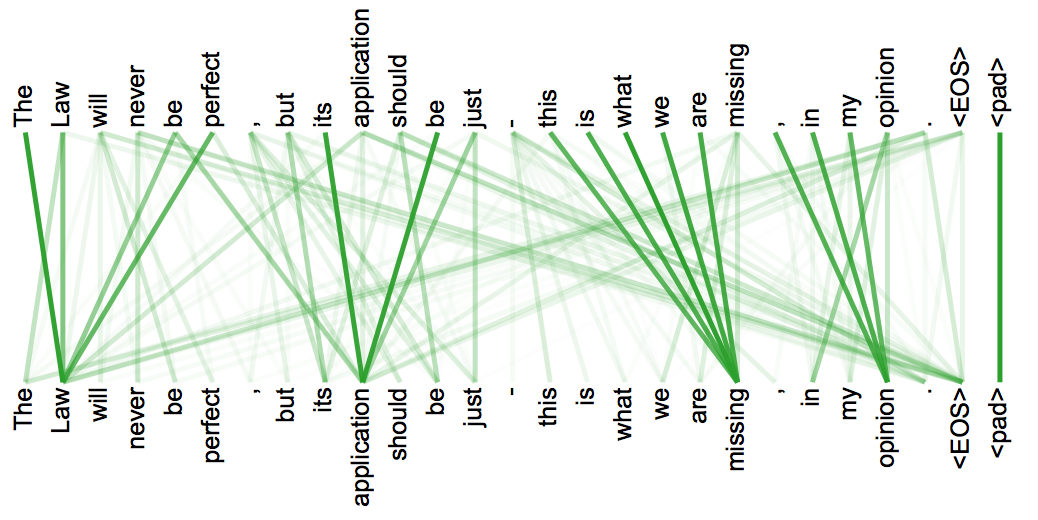 The Law will never be perfect , but its application should be just - this is what we are missing , in my opinion . <EOS> <pad>
The Law will never be perfect , but its application should be just - this is what we are missing , in my opinion . <EOS> <pad>